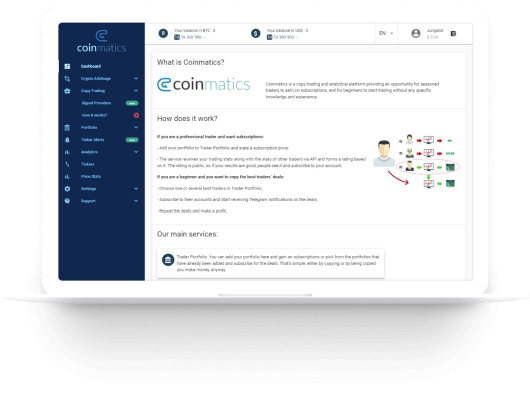 Your balance in BTC : 0
Your balance in USD : 0
1d 7d 30d 90d --
1d 7d 30d 90d --
EN
$ 0.00
coinmatics
Dashboard
Crypto Arbitrage
Copy Trading
Signal Providers
How it works?
Portfolio
Ticker Alerts
Analytics
Tickers
Price Stats
Settings
Support
What is Coinmatics?
coinmatics
Coinmatics is a copy trading and analytical platform providing an opportunity for seasoned
traders to earn on subscriptions, and for beginners to start trading without any specific
knowledge and experience.
How does it work?
If you are a professional trader and want subscriptions:
- Add your portfolio to Trader Portfolio and state a subscription price.
- The service receives your trading stats along with the stats of other traders via API and forms a rating based
on it. The rating is public, so if your results are good, people see it and subscribe to your account;
If you are a beginner and you want to copy the best traders' deals:
- Choose one or several best traders in Trader Portfolio;
- Subscribe to their accounts and start receiving Telegram notifications on the deals;
- Repeat the deals and make a profit.
Our main services:
Trader Portfolio. You can add your portfolio here and gain on subscriptions or pick from the portfolios that
have already been added and subscribe for the deals. That's simple, either by copying or by being copied
you make money, anyway.